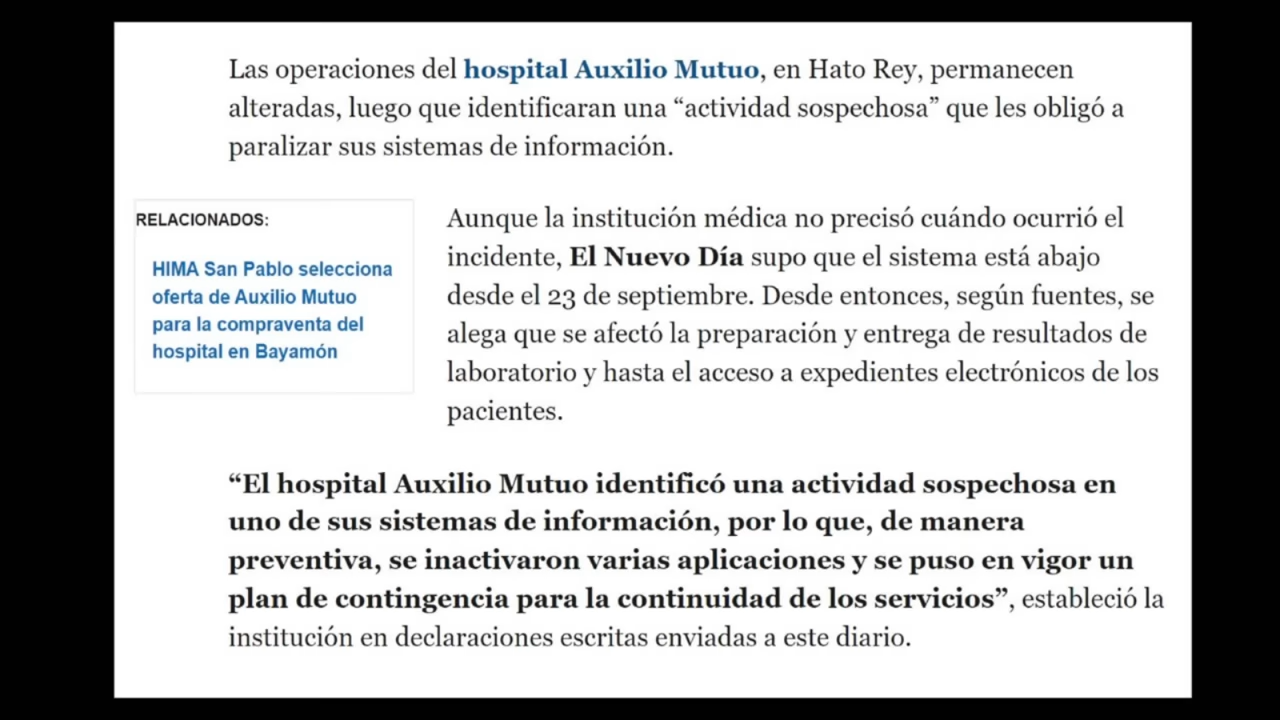 Las operaciones del hospital Auxilio Mutuo, en Hato Rey, permanecen
alteradas, luego que identificaran una “actividad sospechosa” que les obligó a
paralizar sus sistemas de información.
RELACIONADOS:
HIMA San Pablo selecciona
oferta de Auxilio Mutuo
para la compraventa del
hospital en Bayamón
Aunque la institución médica no precisó cuándo ocurrió el
incidente, El Nuevo Día supo que el sistema está abajo
desde el 23 de septiembre. Desde entonces, según fuentes, se
alega que se afectó la preparación y entrega de resultados de
laboratorio y hasta el acceso a expedientes electrónicos de los
pacientes.
“El hospital Auxilio Mutuo identificó una actividad sospechosa en
uno de sus sistemas de información, por lo que, de manera
preventiva, se inactivaron varias aplicaciones y se puso en vigor un
plan de contingencia para la continuidad de los servicios”, estableció la
institución en declaraciones escritas enviadas a este diario.